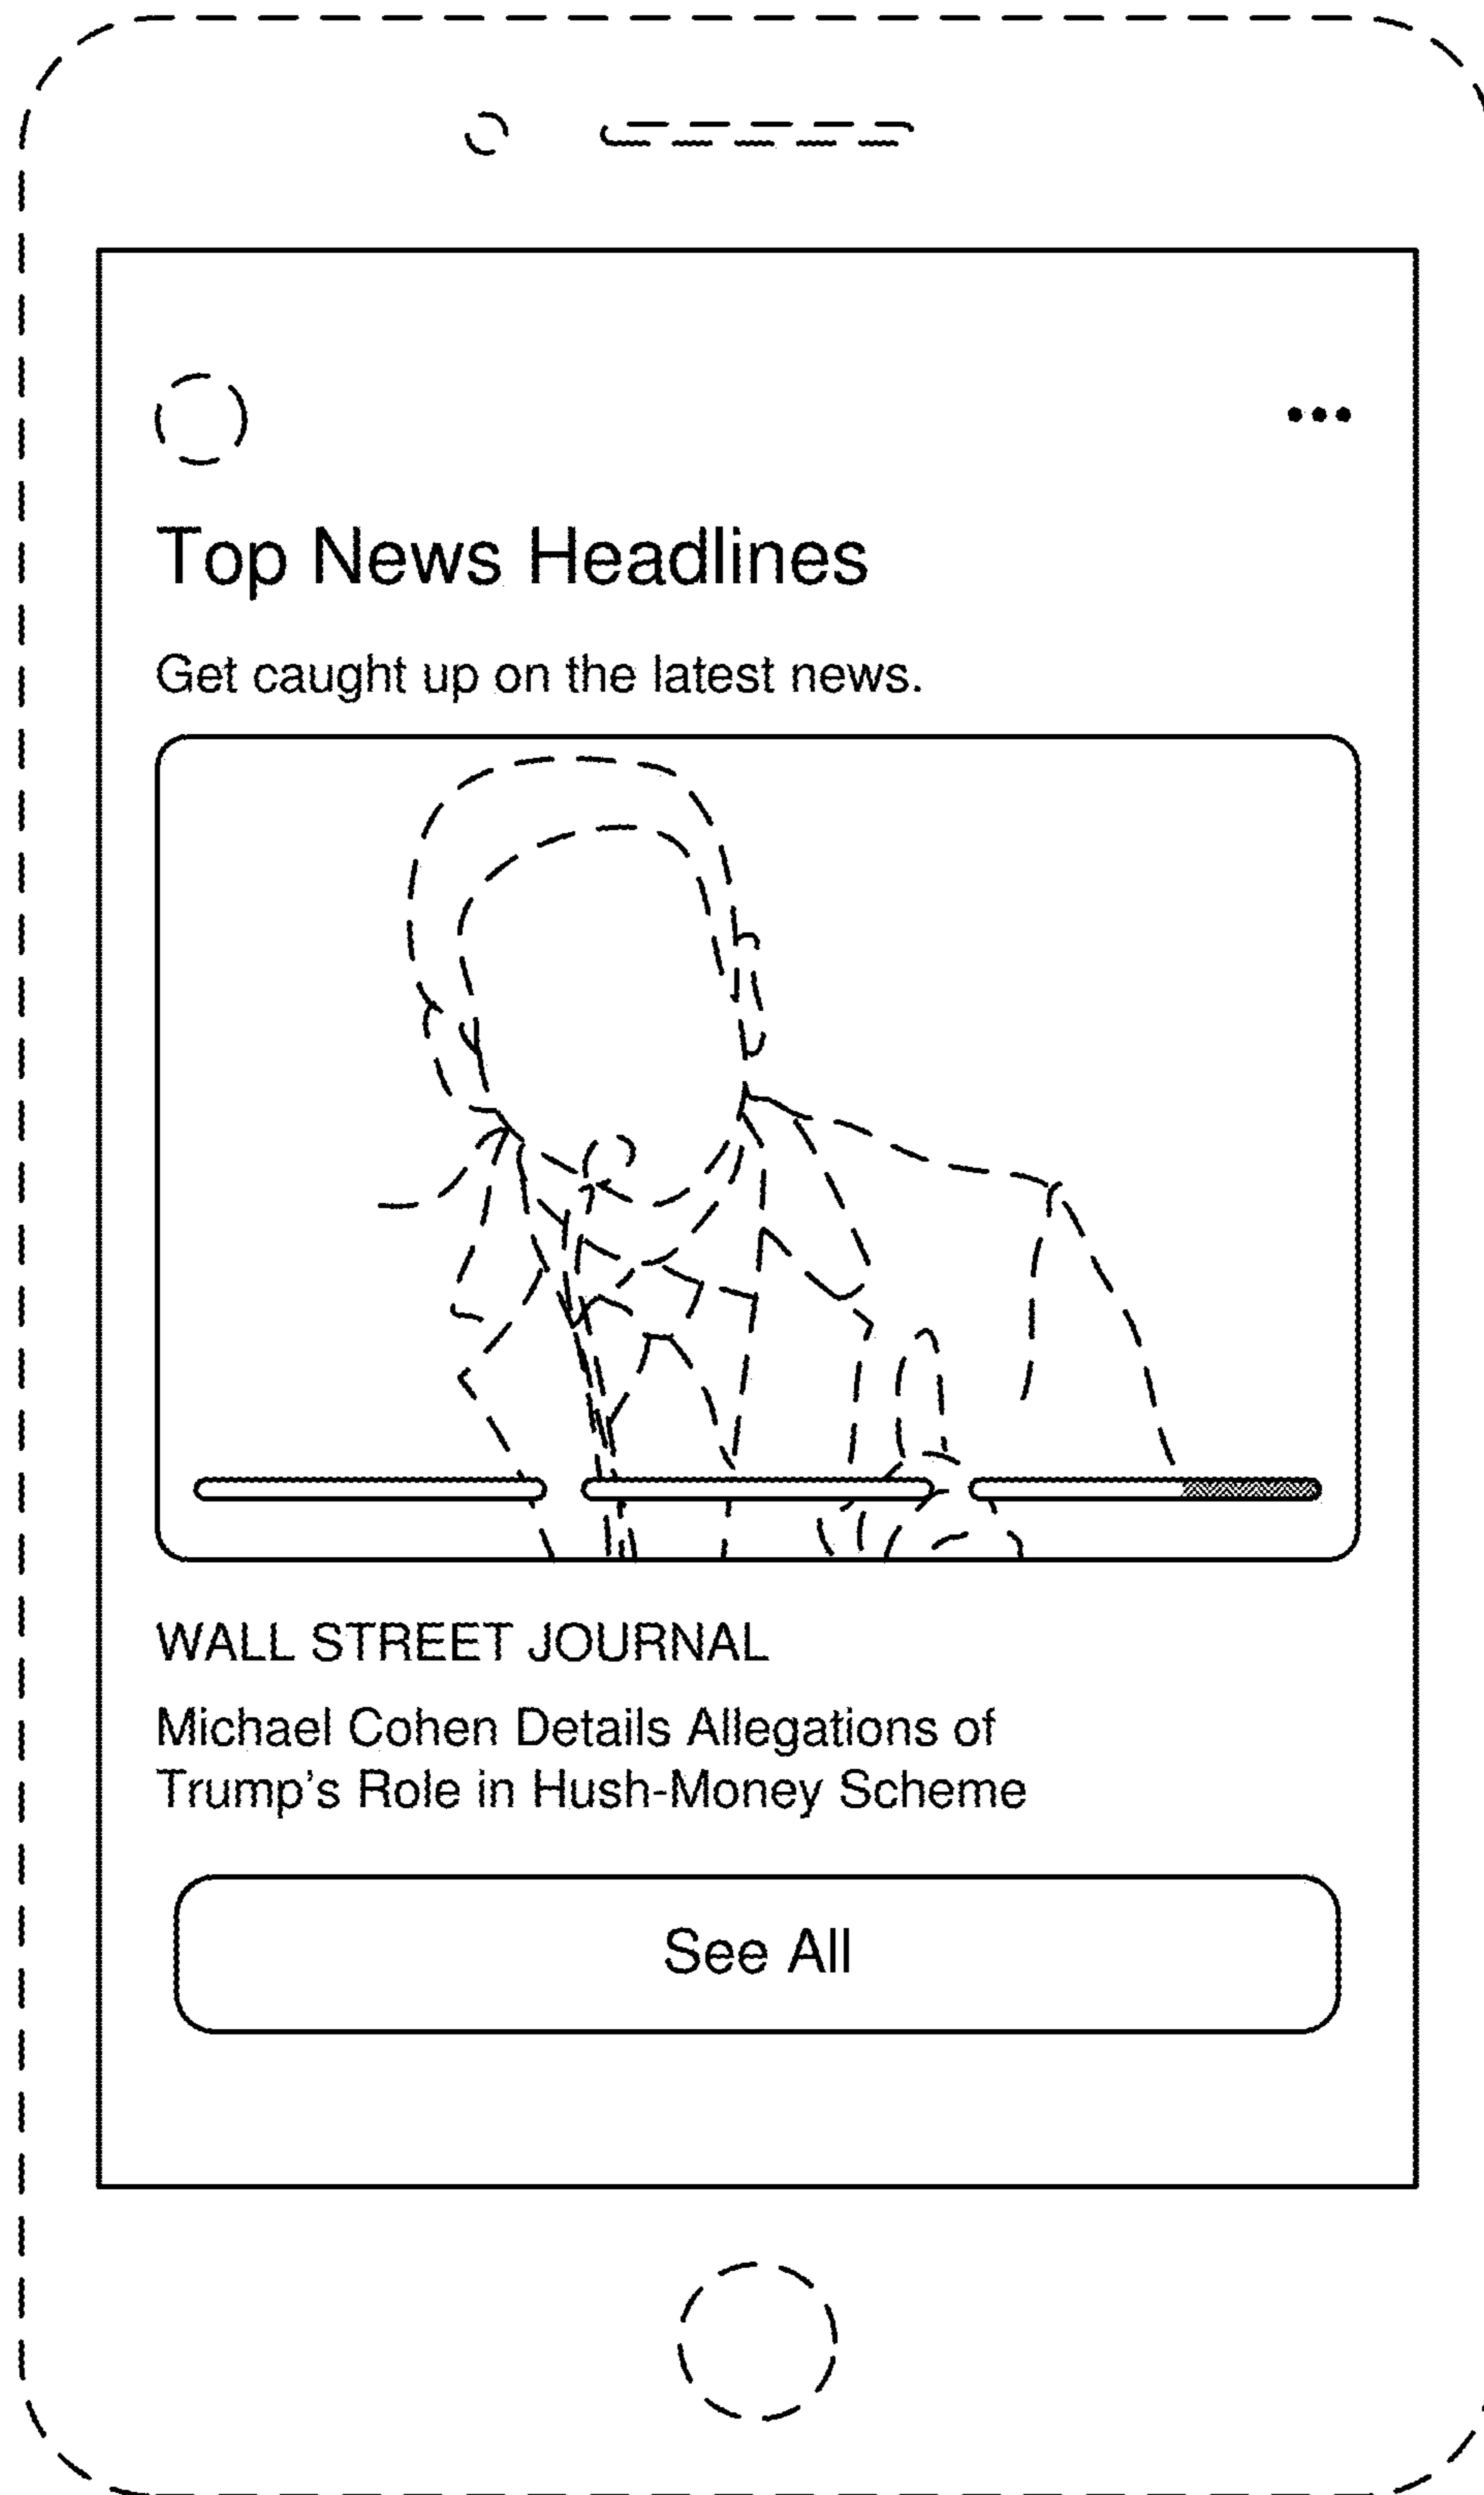 Top News Headlines
Get caught up on the latest news.
WALL STREET JOURNAL
Michael Cohen Details Allegations of
Trump's Role in Hush-Money Scheme
See All